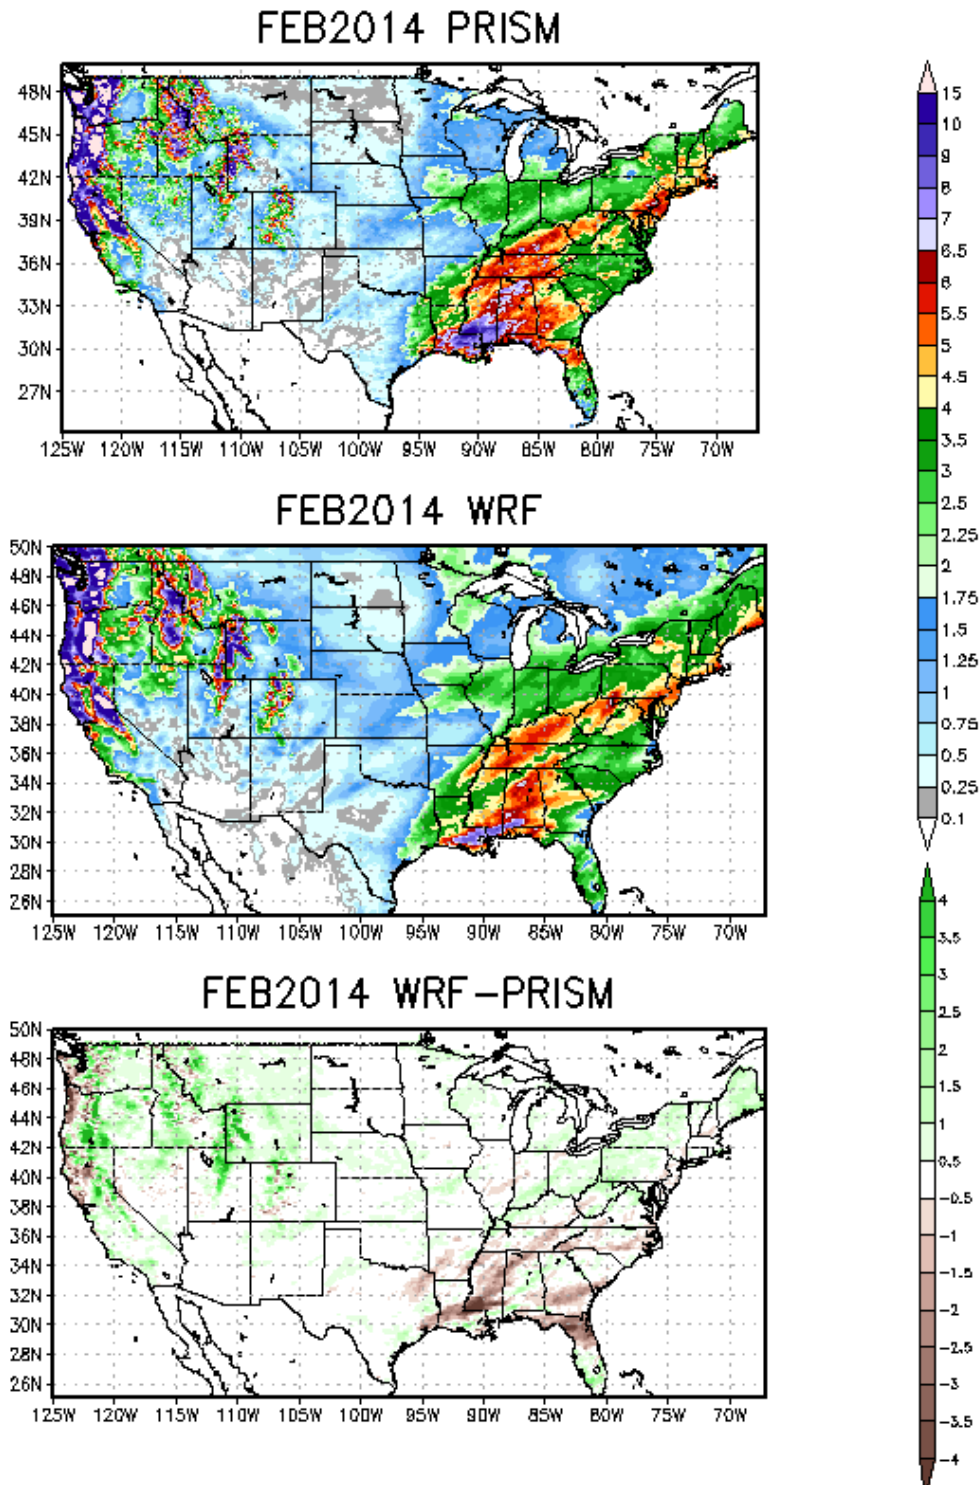 FEB2014 PRISM
48N
45N
42N
39N
36N
33N
30N
27N
125W 120W 115W 110W 105W 100W 95W 90W 85W 80W 75W 70W
FEB2014 WRF
50N
48N
46N
44N
42N
40N
38N
36N
34N
32N
30N
28N
26N
125W 120W 115W 110W 105W 100W 95W 90W 85W 80W 75W 70W
FEB2014 WRF-PRISM
50N
48N
46N
44N
42N
40N
38N
36N
34N
32N
30N
28N
26N
125W 120W 115W 110W 105W 100W 95W 90W 85W 80W 75W 70W
15
10
9
8
7
6.5
6
5.5
5
4.5
4
3.5
3
2.5
2.25
2
1.75
1.5
1.25
1
0.75
0.5
0.25
0.1
4
3.5
3
2.5
2
1.5
1
0.5
-0.5
-1
-1.5
-2
-2.5
-3
-3.5
-4